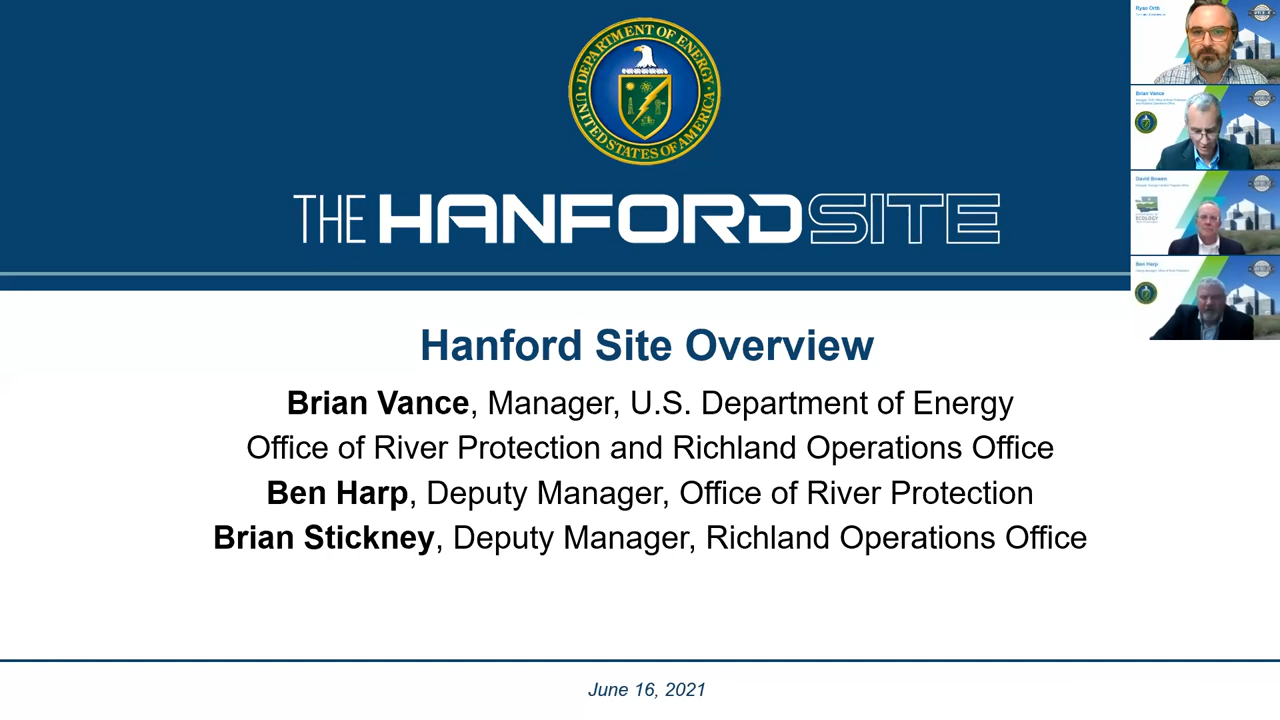 DEPARTMENT OF ENERGY
UNITED STATES OF AMERICA
THE HANFORD SITE
Hanford Site Overview
Brian Vance, Manager, U.S. Department of Energy
Office of River Protection and Richland Operations Office
Ben Harp, Deputy Manager, Office of River Protection
Brian Stickney, Deputy Manager, Richland Operations Office
June 16, 2021
Ryan Orth
Brian Vance
David Bowen
ECOLOGY
Ben Harp